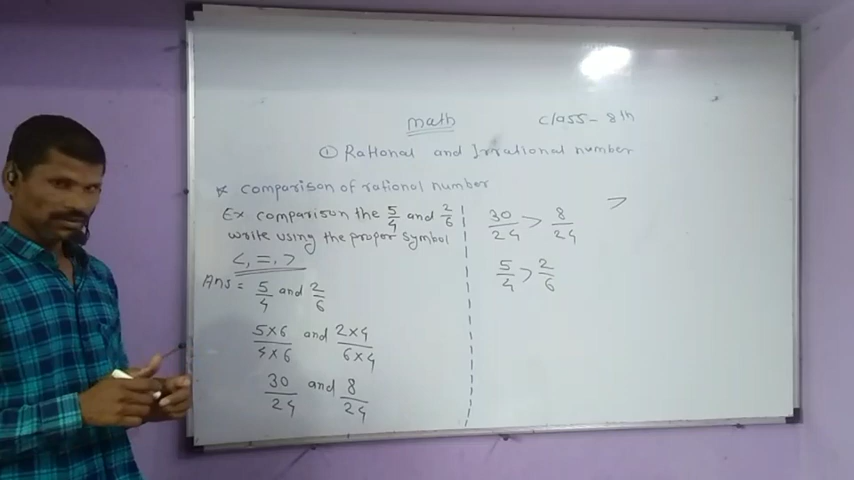 math
class - 8th
① Rational and Irrational number
* comparison of rational number
Ex comparison the 5/4 and 2/6
write using the proper symbol
<, =, >
Ans = 5/4 and 2/6
5×6/4×6 and 2×4/6×4
30/24 and 8/24
30/24 > 8/24
>
5/4 > 2/6